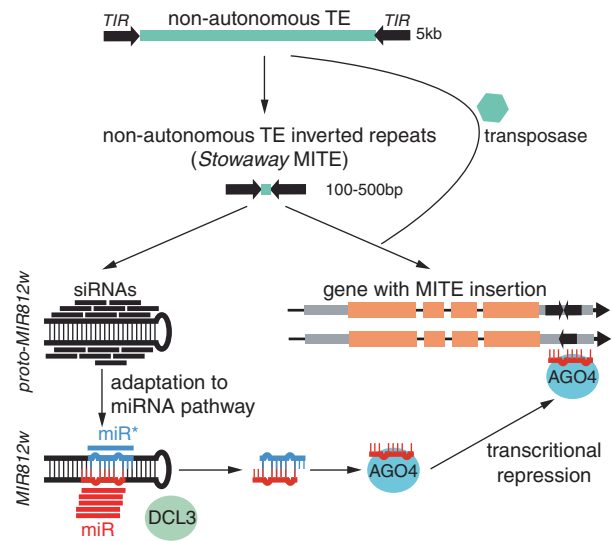 non-autonomous TE
TIR
TIR
5kb
non-autonomous TE inverted repeats
(Stowaway MITE)
transposase
100-500bp
proto-MIR812w
siRNAs
gene with MITE insertion
adaptation to
miRNA pathway
AGO4
MIR812w
miR*
miR
DCL3
AGO4
transcritional
repression